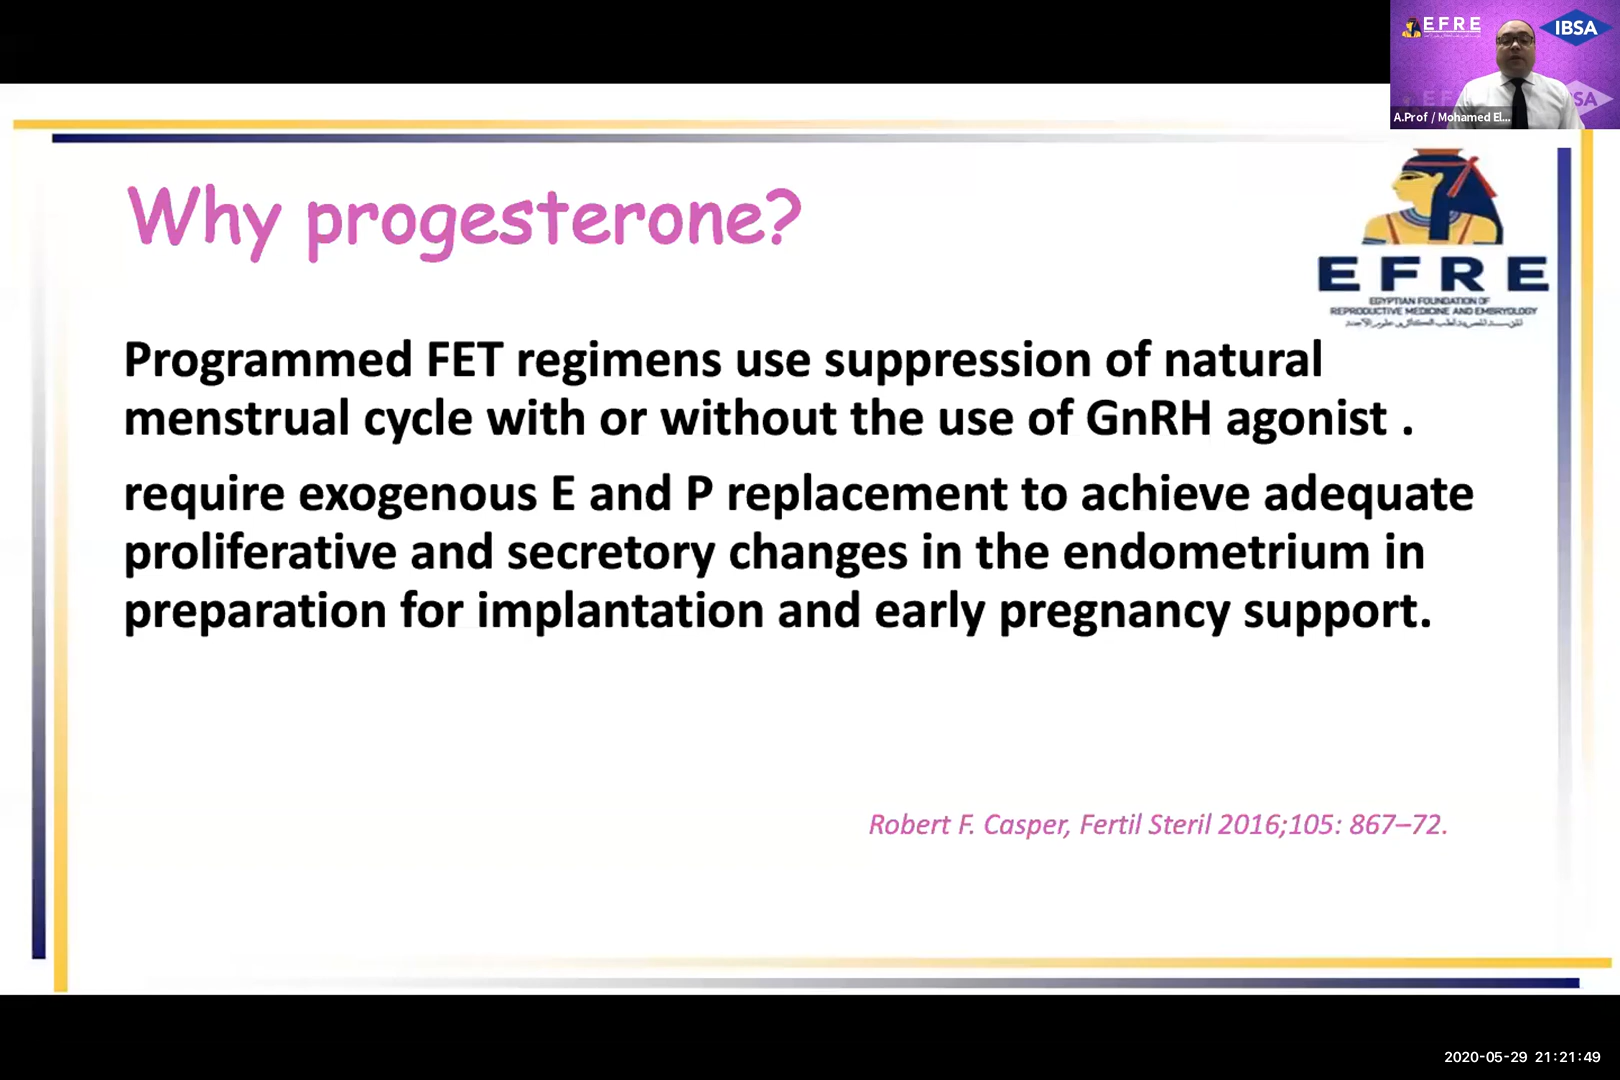 EFRE
IBSA
A.Prof / Mohamed El...
Why progesterone?
EFRE
EGYPTIAN FOUNDATION OF
REPRODUCTIVE MEDICINE AND EMBRYOLOGY
Programmed FET regimens use suppression of natural
menstrual cycle with or without the use of GnRH agonist .
require exogenous E and P replacement to achieve adequate
proliferative and secretory changes in the endometrium in
preparation for implantation and early pregnancy support.
Robert F. Casper, Fertil Steril 2016;105: 867–72.
2020-05-29 21:21:49